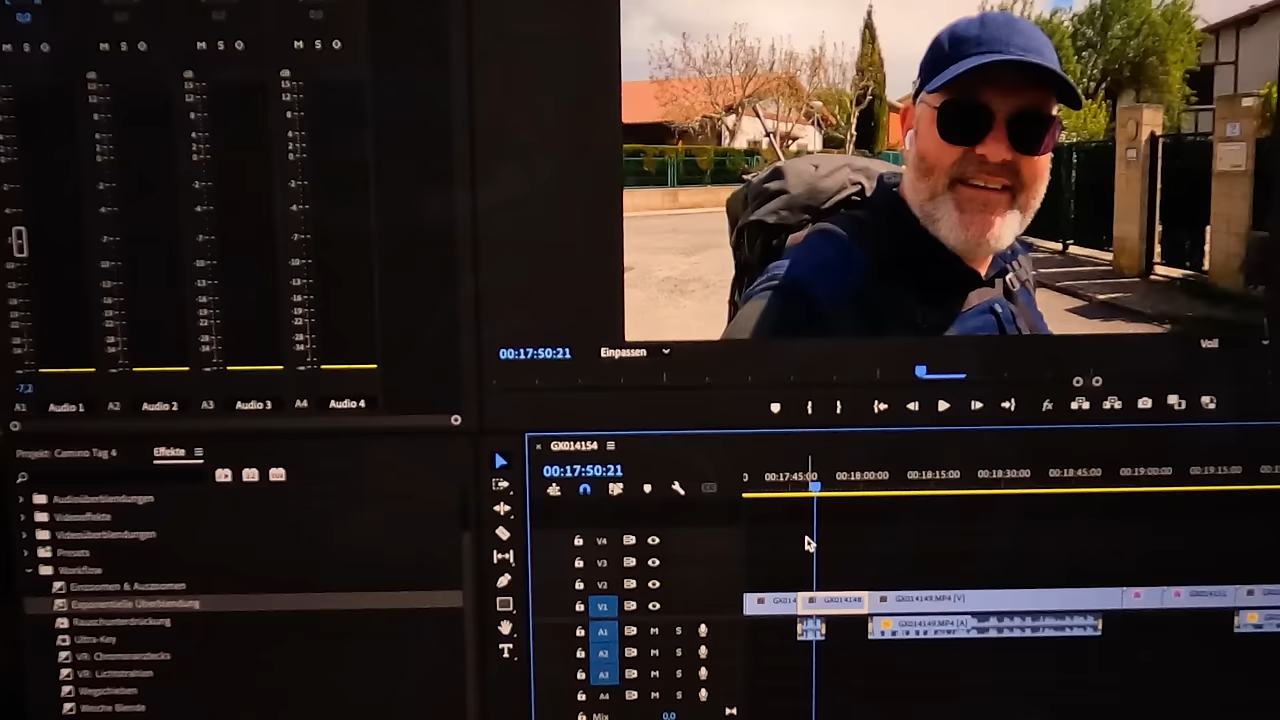 M S O M S O M S O M S O
00:17:50:21 Einpassen Voll
A1 Audio 1 A2 Audio 2 A3 Audio 3 A4 Audio 4
Projekt: Camino Tag 4 Effekte
GX014154
00:17:50:21
00:17:45:00 00:18:00:00 00:18:15:00 00:18:30:00 00:18:45:00 00:19:00:00 00:19:15:00
Audioüberblendungen
Videoeffekte
Videoüberblendungen
Presets
Workflow
Einzoomen & Auszoomen
Exponentielle Überblendung
Rauschunterdrückung
Ultra-Key
Wegschieben
Weiche Blende
V4
V3
V2
V1 GX014 GX014148 GX014149.MP4 [V]
A1 M S GX014149.MP4 [A]
A2 M S
A3 M S
A4 M S
Mix 0,0